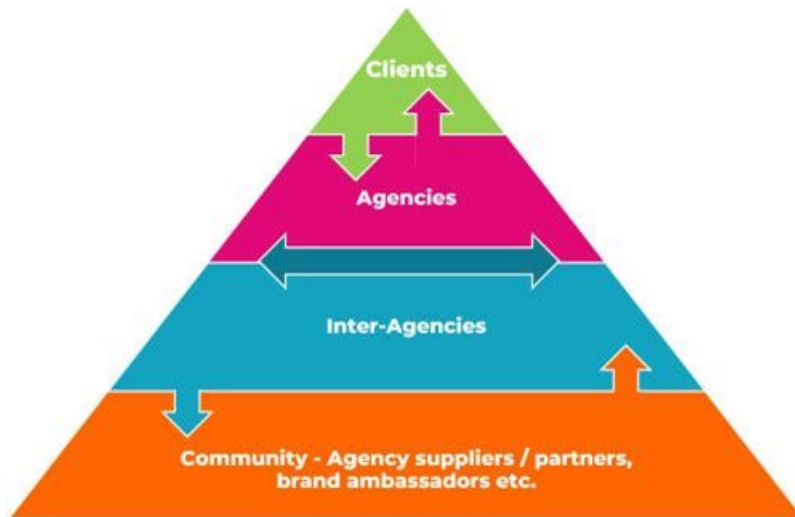 Clients
Agencies
Inter-Agencies
Community - Agency suppliers / partners,
brand ambassadors etc.